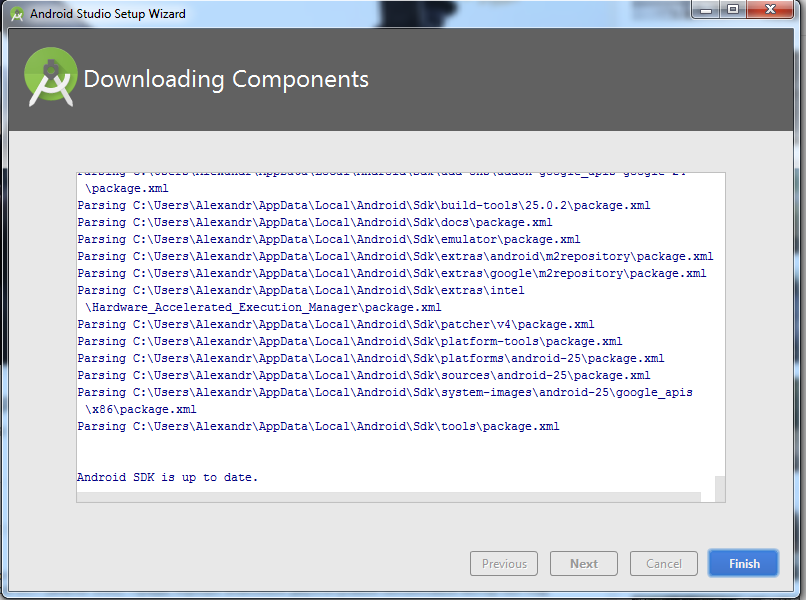 Android Studio Setup Wizard
Downloading Components
\package.xml
Parsing C:\Users\Alexandr\AppData\Local\Android\Sdk\build-tools\25.0.2\package.xml
Parsing C:\Users\Alexandr\AppData\Local\Android\Sdk\docs\package.xml
Parsing C:\Users\Alexandr\AppData\Local\Android\Sdk\emulator\package.xml
Parsing C:\Users\Alexandr\AppData\Local\Android\Sdk\extras\android\m2repository\package.xml
Parsing C:\Users\Alexandr\AppData\Local\Android\Sdk\extras\google\m2repository\package.xml
Parsing C:\Users\Alexandr\AppData\Local\Android\Sdk\extras\intel
\Hardware_Accelerated_Execution_Manager\package.xml
Parsing C:\Users\Alexandr\AppData\Local\Android\Sdk\patcher\v4\package.xml
Parsing C:\Users\Alexandr\AppData\Local\Android\Sdk\platform-tools\package.xml
Parsing C:\Users\Alexandr\AppData\Local\Android\Sdk\platforms\android-25\package.xml
Parsing C:\Users\Alexandr\AppData\Local\Android\Sdk\sources\android-25\package.xml
Parsing C:\Users\Alexandr\AppData\Local\Android\Sdk\system-images\android-25\google_apis
\x86\package.xml
Parsing C:\Users\Alexandr\AppData\Local\Android\Sdk\tools\package.xml
Android SDK is up to date.
Previous Next Cancel Finish